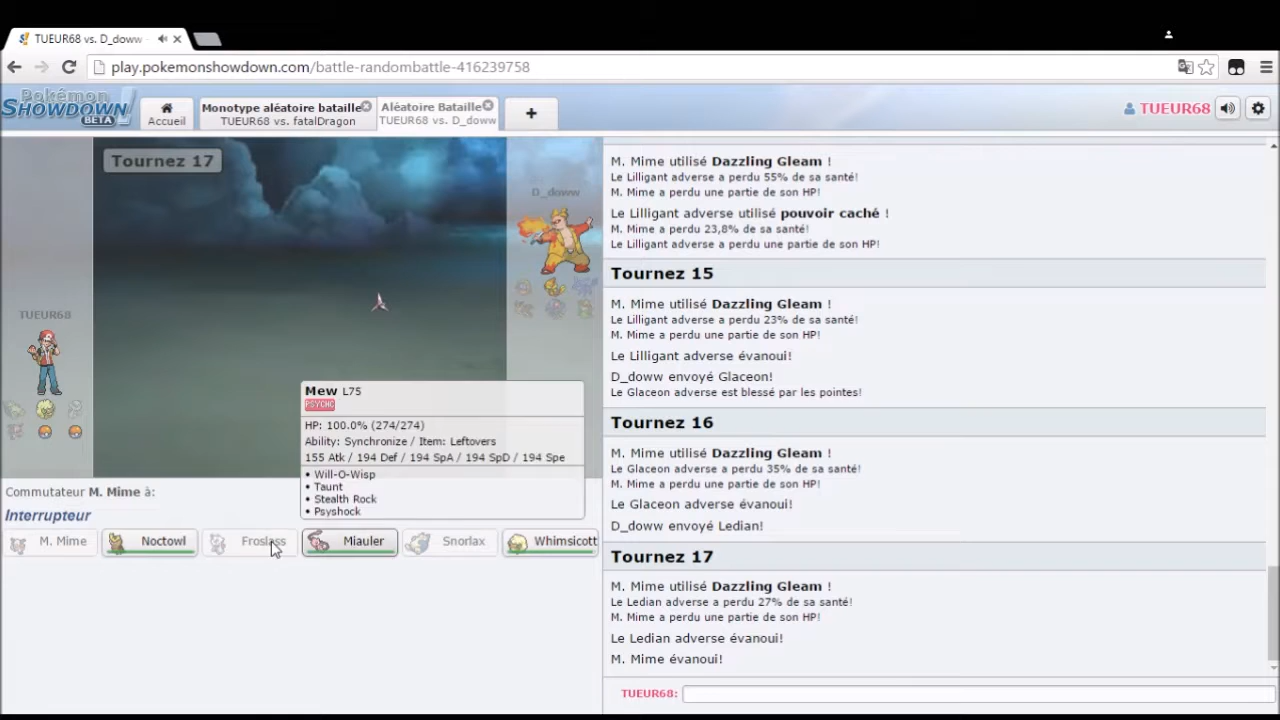 TUEUR68 vs. D_doww -
play.pokemonshowdown.com/battle-randombattle-416239758
Pokémon
SHOWDOWN
BETA
Accueil
Monotype aléatoire bataille
TUEUR68 vs. fatalDragon
Aléatoire Bataille
TUEUR68 vs. D_doww
+
TUEUR68
Tournez 17
D_doww
TUEUR68
Mew L75
PSYCHC
HP: 100.0% (274/274)
Ability: Synchronize / Item: Leftovers
155 Atk / 194 Def / 194 SpA / 194 SpD / 194 Spe
• Will-O-Wisp
• Taunt
• Stealth Rock
• Psyshock
Commutateur M. Mime à:
Interrupteur
M. Mime
Noctowl
Froslass
Miauler
Snorlax
Whimsicott
M. Mime utilisé Dazzling Gleam !
Le Lilligant adverse a perdu 55% de sa santé!
M. Mime a perdu une partie de son HP!
Le Lilligant adverse utilisé pouvoir caché !
M. Mime a perdu 23,8% de sa santé!
Le Lilligant adverse a perdu une partie de son HP!
Tournez 15
M. Mime utilisé Dazzling Gleam !
Le Lilligant adverse a perdu 23% de sa santé!
M. Mime a perdu une partie de son HP!
Le Lilligant adverse évanoui!
D_doww envoyé Glaceon!
Le Glaceon adverse est blessé par les pointes!
Tournez 16
M. Mime utilisé Dazzling Gleam !
Le Glaceon adverse a perdu 35% de sa santé!
M. Mime a perdu une partie de son HP!
Le Glaceon adverse évanoui!
D_doww envoyé Ledian!
Tournez 17
M. Mime utilisé Dazzling Gleam !
Le Ledian adverse a perdu 27% de sa santé!
M. Mime a perdu une partie de son HP!
Le Ledian adverse évanoui!
M. Mime évanoui!
TUEUR68: